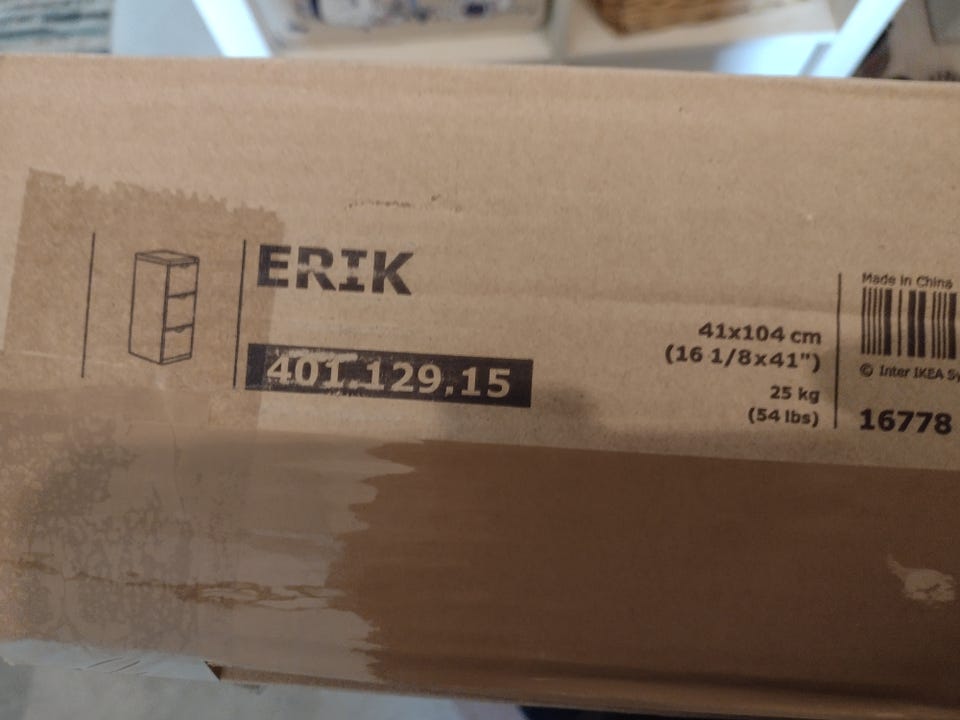 ERIK
401.129.15
41x104 cm
(16 1/8x41")
25 kg
(54 lbs)
Made in China
© Inter IKEA Sy
16778